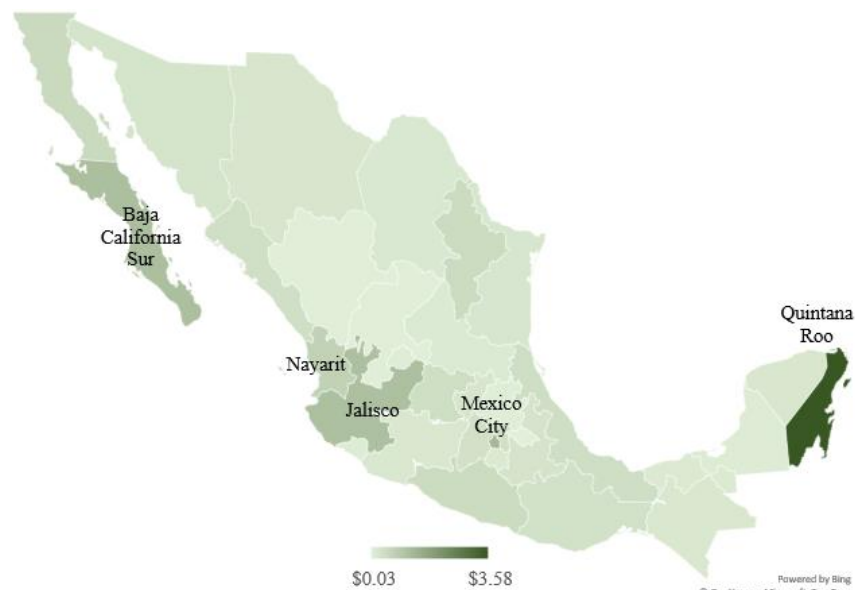 Baja
California
Sur
Nayarit
Jalisco
Mexico
City
Quintana
Roo
$0.03
$3.58
Powered by Bing